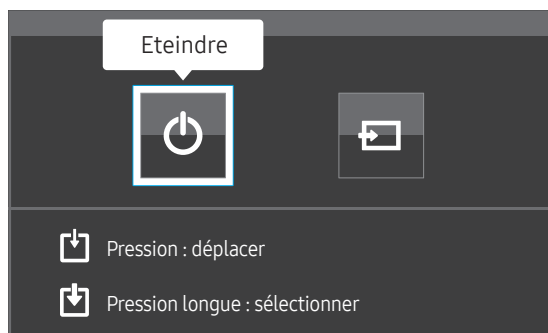 Eteindre
Pression : déplacer
Pression longue : sélectionner